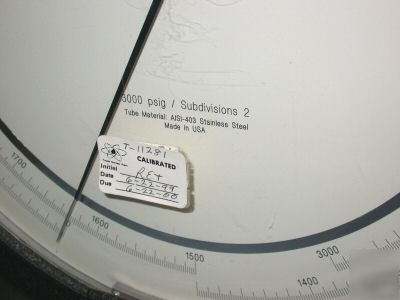 3000 psig / Subdivisions 2
Tube Material: AISI-403 Stainless Steel
Made in USA
T-11281
CALIBRATED
Initial RET
Date 6-22-99
Due 6-22-00
1700
1600
1500
1400
3000